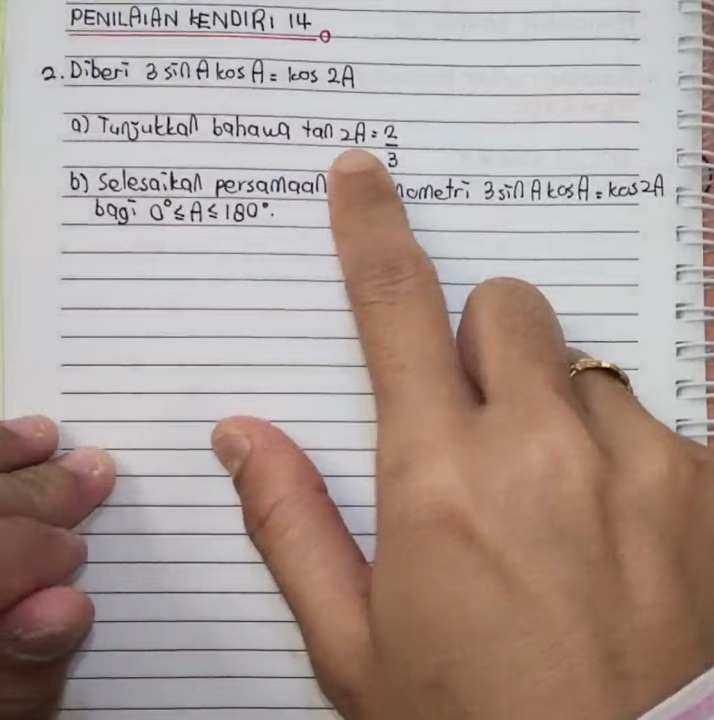 PENILAIAN KENDIRI 14
2. Diberi 3 sin A kos A = kos 2A
a) Tunjukkan bahawa tan 2A = 2/3
b) Selesaikan persamaan nometri 3 sin A kos A = kos 2A
bagi 0° ≤ A ≤ 180°.